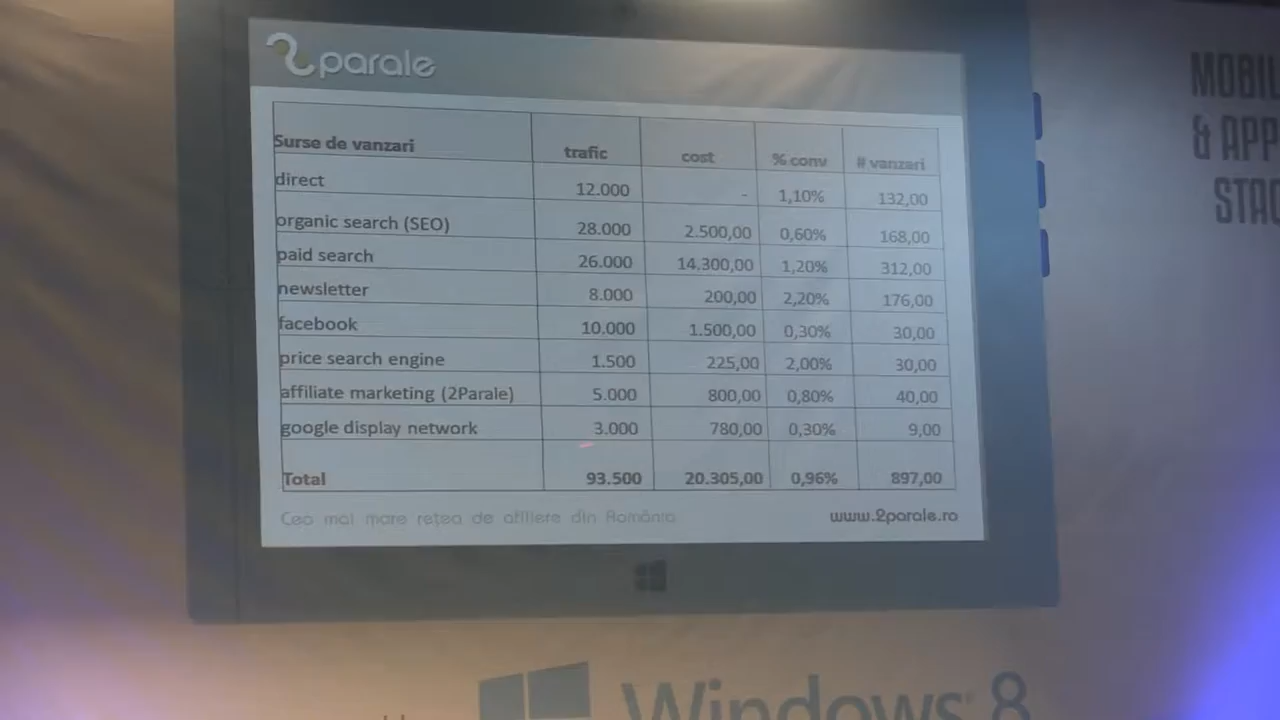 2parale
Surse de vanzari trafic cost % conv # vanzari
direct 12.000 - 1,10% 132,00
organic search (SEO) 28.000 2.500,00 0,60% 168,00
paid search 26.000 14.300,00 1,20% 312,00
newsletter 8.000 200,00 2,20% 176,00
facebook 10.000 1.500,00 0,30% 30,00
price search engine 1.500 225,00 2,00% 30,00
affiliate marketing (2Parale) 5.000 800,00 0,80% 40,00
google display network 3.000 780,00 0,30% 9,00
Total 93.500 20.305,00 0,96% 897,00
Cea mai mare rețea de afiliere din România www.2parale.ro
MOBIL
& APP
STAG
Windows 8